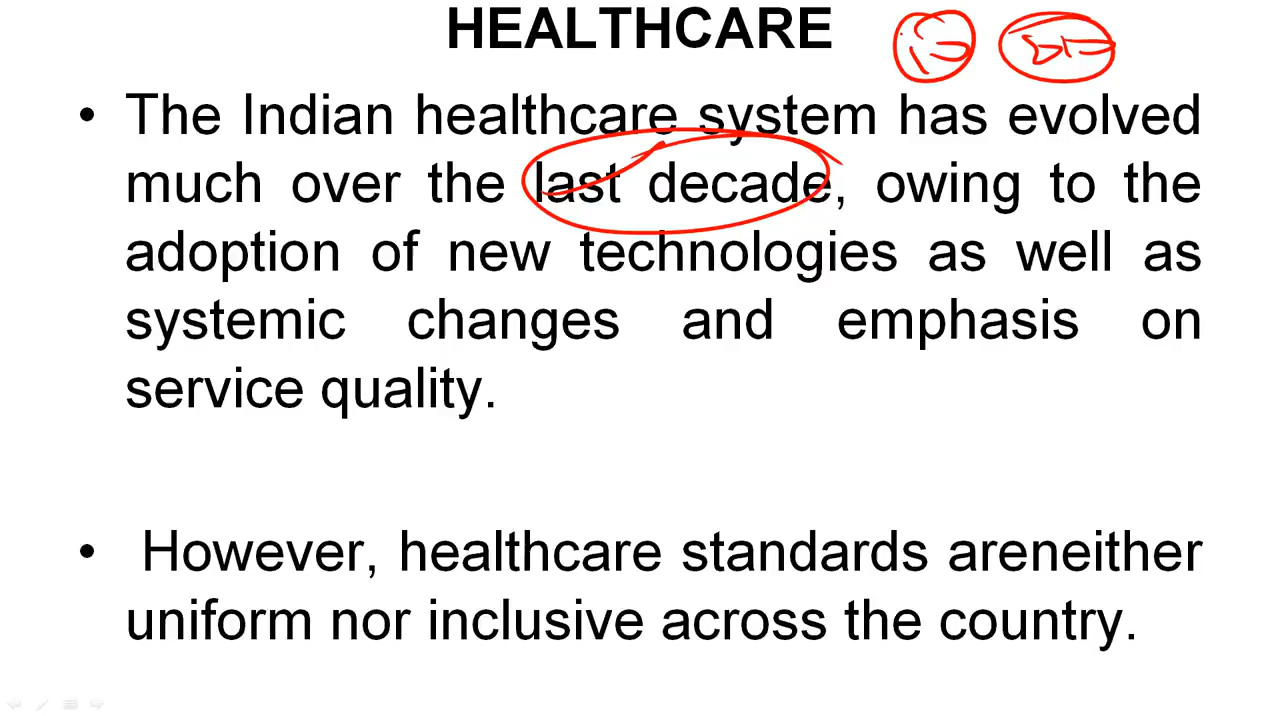 HEALTHCARE
• The Indian healthcare system has evolved
much over the last decade, owing to the
adoption of new technologies as well as
systemic changes and emphasis on
service quality.
• However, healthcare standards areneither
uniform nor inclusive across the country.